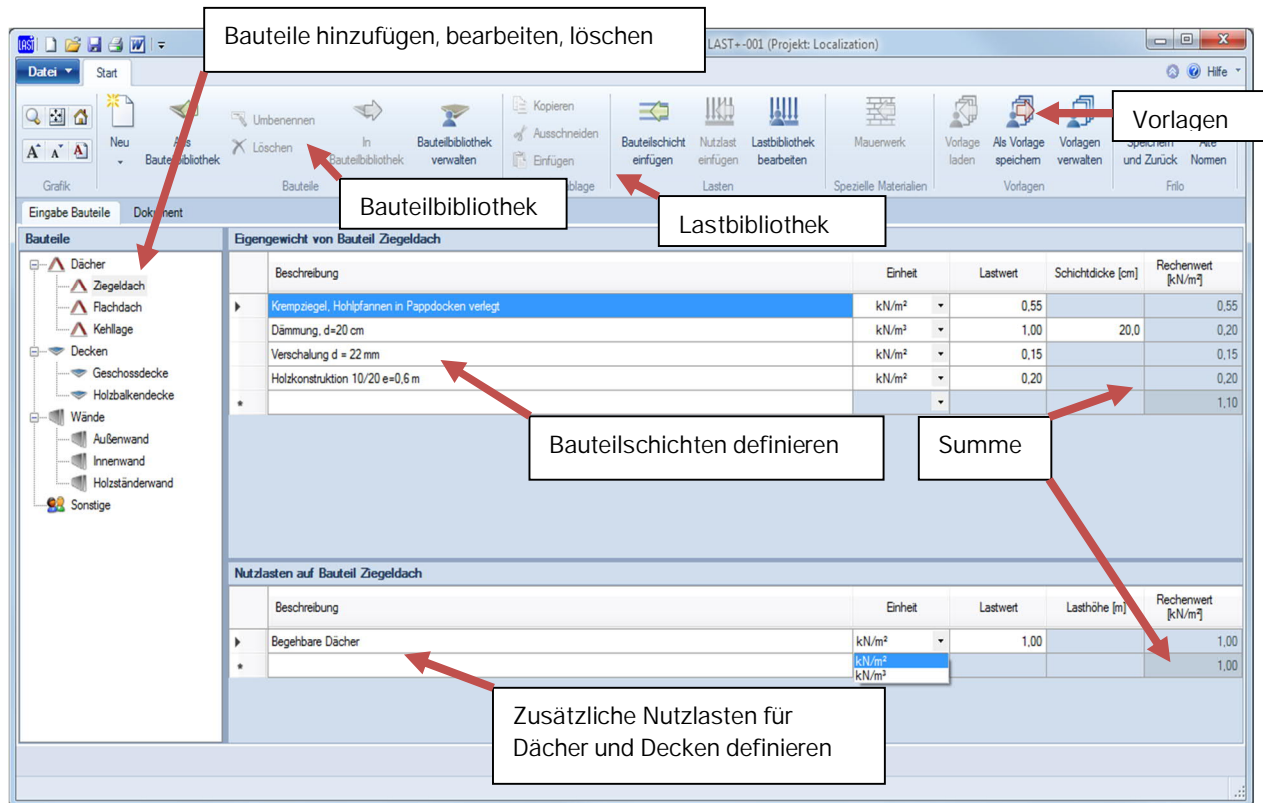 Bauteile hinzufügen, bearbeiten, löschen
LAST+-001 (Projekt: Localization)
LAST
W
Datei
Start
Hilfe
Umbenennen
Löschen
Kopieren
Ausschneiden
Einfügen
Neu
Aus Bauteilbibliothek
In Bauteilbibliothek
Bauteilbibliothek verwalten
Bauteilschicht einfügen
Nutzlast einfügen
Lastbibliothek bearbeiten
Mauerwerk
Vorlage laden
Als Vorlage speichern
Vorlagen verwalten
Speichern und Zurück
Alte Normen
Vorlagen
Grafik
Bauteile
Bauteilbibliothek
ablage
Lasten
Lastbibliothek
Spezielle Materialien
Vorlagen
Frilo
Eingabe Bauteile Dokument
Bauteile
Dächer
Ziegeldach
Flachdach
Kehllage
Decken
Geschossdecke
Holzbalkendecke
Wände
Außenwand
Innenwand
Holzständerwand
Sonstige
Eigengewicht von Bauteil Ziegeldach
Beschreibung Einheit Lastwert Schichtdicke [cm] Rechenwert [kN/m²]
Krempziegel, Hohlpfannen in Pappdocken verlegt kN/m² 0,55 0,55
Dämmung, d=20 cm kN/m³ 1,00 20,0 0,20
Verschalung d = 22 mm kN/m² 0,15 0,15
Holzkonstruktion 10/20 e=0,6 m kN/m² 0,20 0,20
* 1,10
Bauteilschichten definieren
Summe
Nutzlasten auf Bauteil Ziegeldach
Beschreibung Einheit Lastwert Lasthöhe [m] Rechenwert [kN/m²]
Begehbare Dächer kN/m² 1,00 1,00
* kN/m² 1,00
kN/m³
Zusätzliche Nutzlasten für
Dächer und Decken definieren